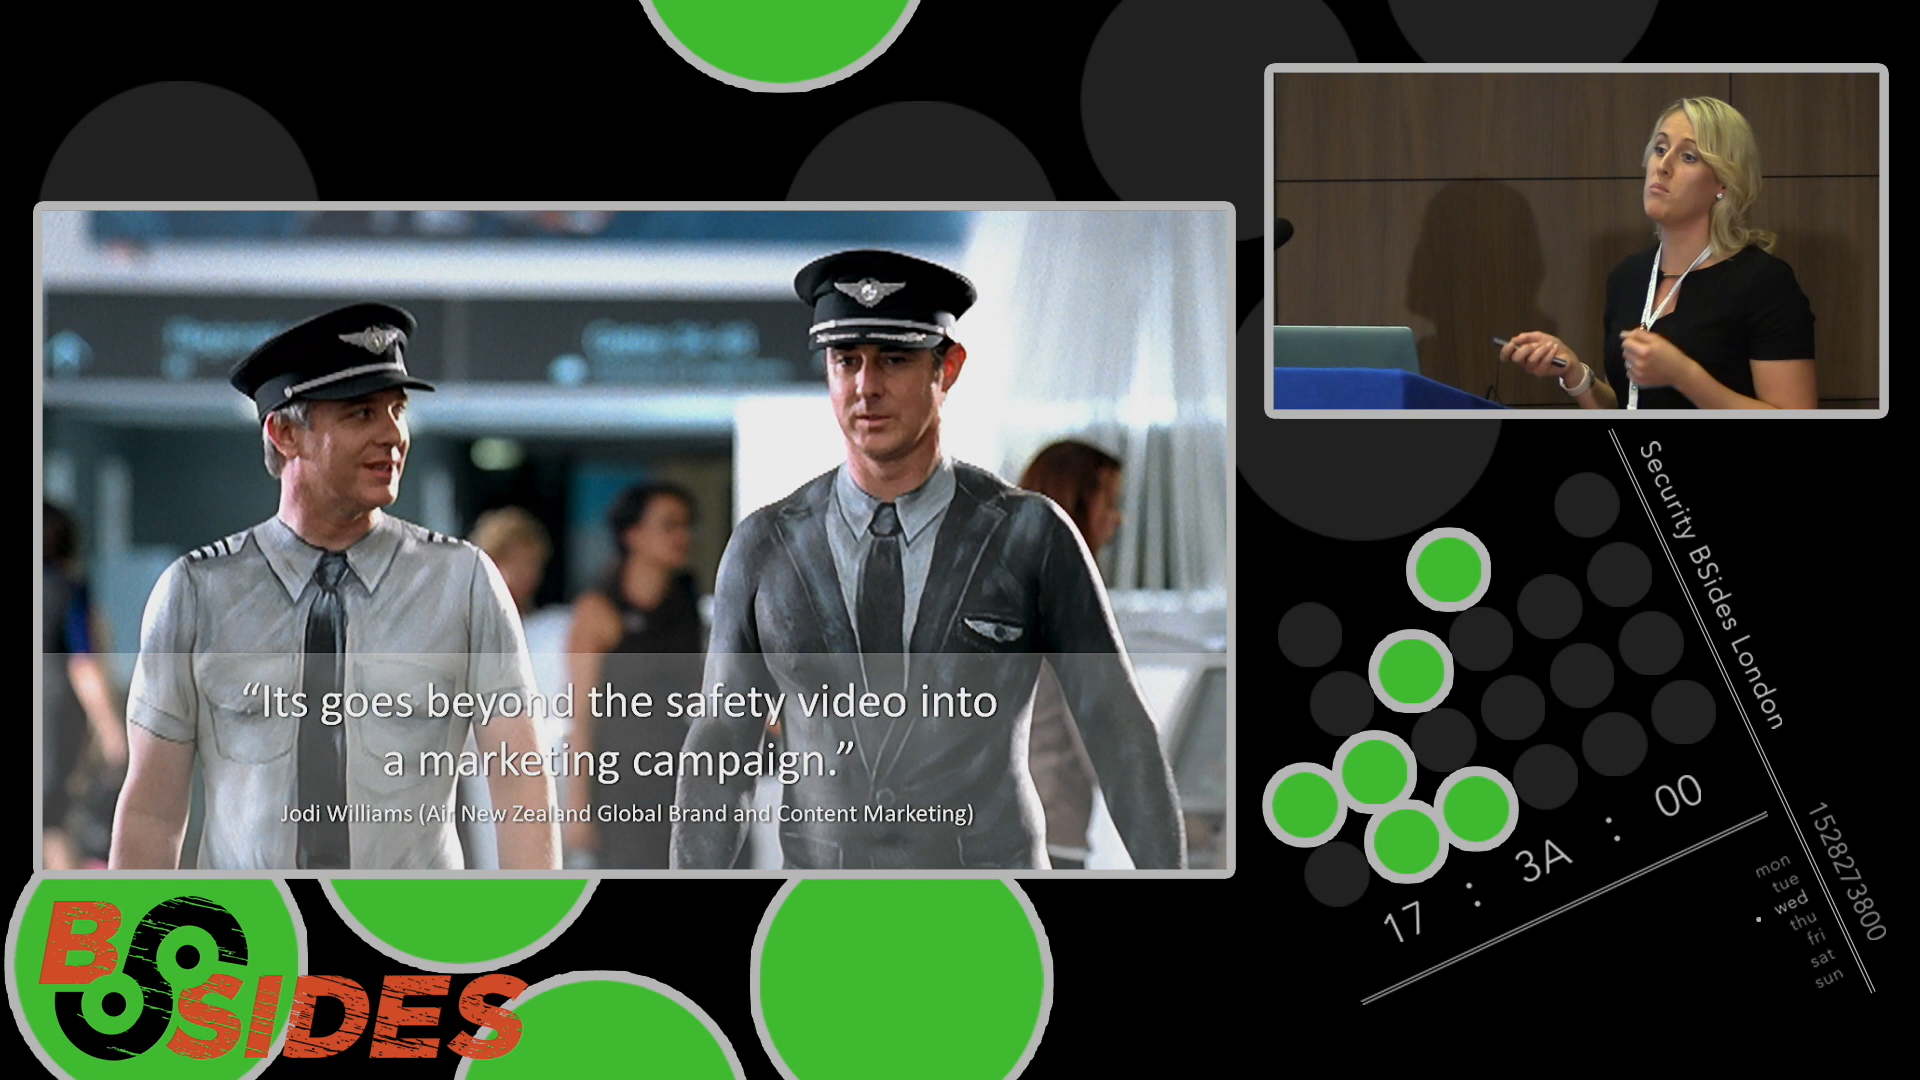 “Its goes beyond the safety video into
a marketing campaign.”
Jodi Williams (Air New Zealand Global Brand and Content Marketing)
Security BSides London
17 : 3A : 00
1528273800
mon
tue
wed
thu
fri
sat
sun
BSIDES